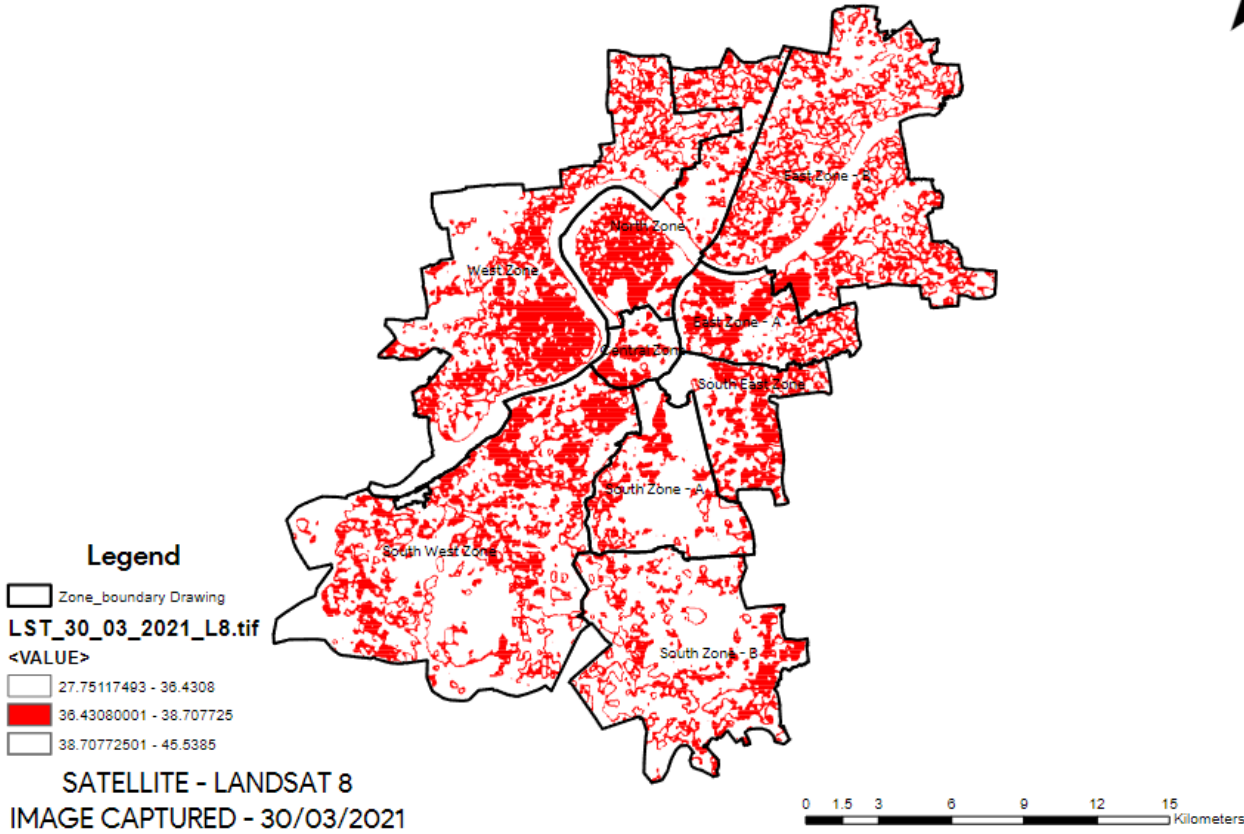 East Zone - B
North Zone
West Zone
East Zone - A
Central Zone
South East Zone
South Zone - A
South West Zone
South Zone - B
Legend
Zone_boundary Drawing
LST_30_03_2021_L8.tif
<VALUE>
27.75117493 - 36.4308
36.43080001 - 38.707725
38.70772501 - 45.5385
SATELLITE - LANDSAT 8
IMAGE CAPTURED - 30/03/2021
0 1.5 3 6 9 12 15
Kilometers